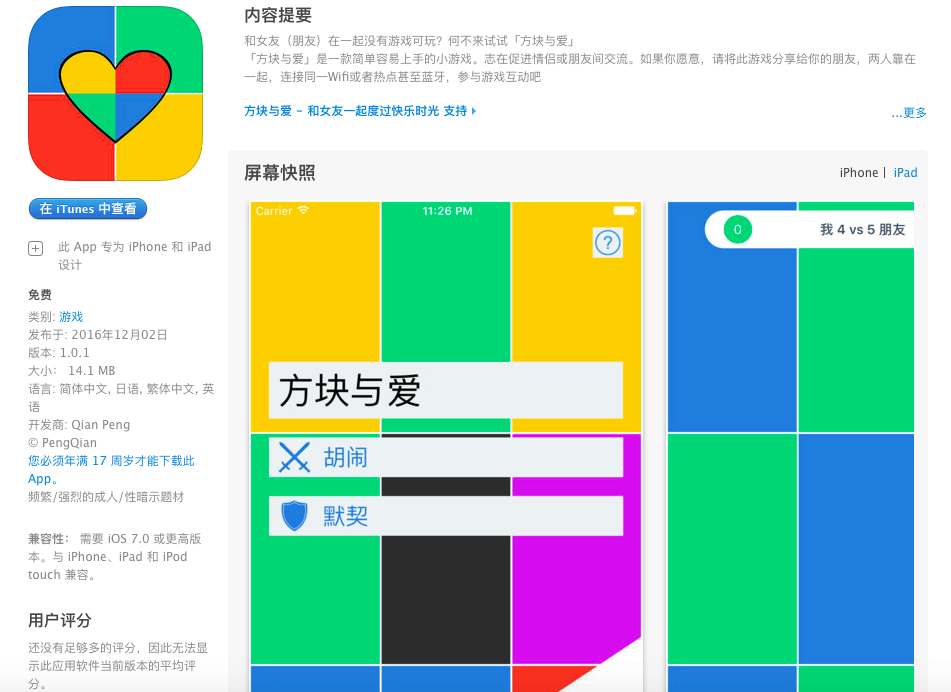 内容提要
和女友（朋友）在一起没有游戏可玩？何不来试试「方块与爱」
「方块与爱」是一款简单容易上手的小游戏。志在促进情侣或朋友间交流。如果你愿意，请将此游戏分享给你的朋友，两人靠在
一起，连接同一Wifi或者热点甚至蓝牙，参与游戏互动吧
方块与爱 - 和女友一起度过快乐时光 支持
...更多
在 iTunes 中查看
此 App 专为 iPhone 和 iPad
设计
免费
类别: 游戏
发布于: 2016年12月02日
版本: 1.0.1
大小： 14.1 MB
语言: 简体中文, 日语, 繁体中文, 英
语
开发商: Qian Peng
© PengQian
您必须年满 17 周岁才能下载此
App。
频繁/强烈的成人/性暗示题材
兼容性： 需要 iOS 7.0 或更高版
本。与 iPhone、iPad 和 iPod
touch 兼容。
用户评分
还没有足够多的评分，因此无法显
示此应用软件当前版本的平均评
分。
屏幕快照
iPhone | iPad
Carrier 11:26 PM
?
方块与爱
胡闹
默契
0 我 4 vs 5 朋友